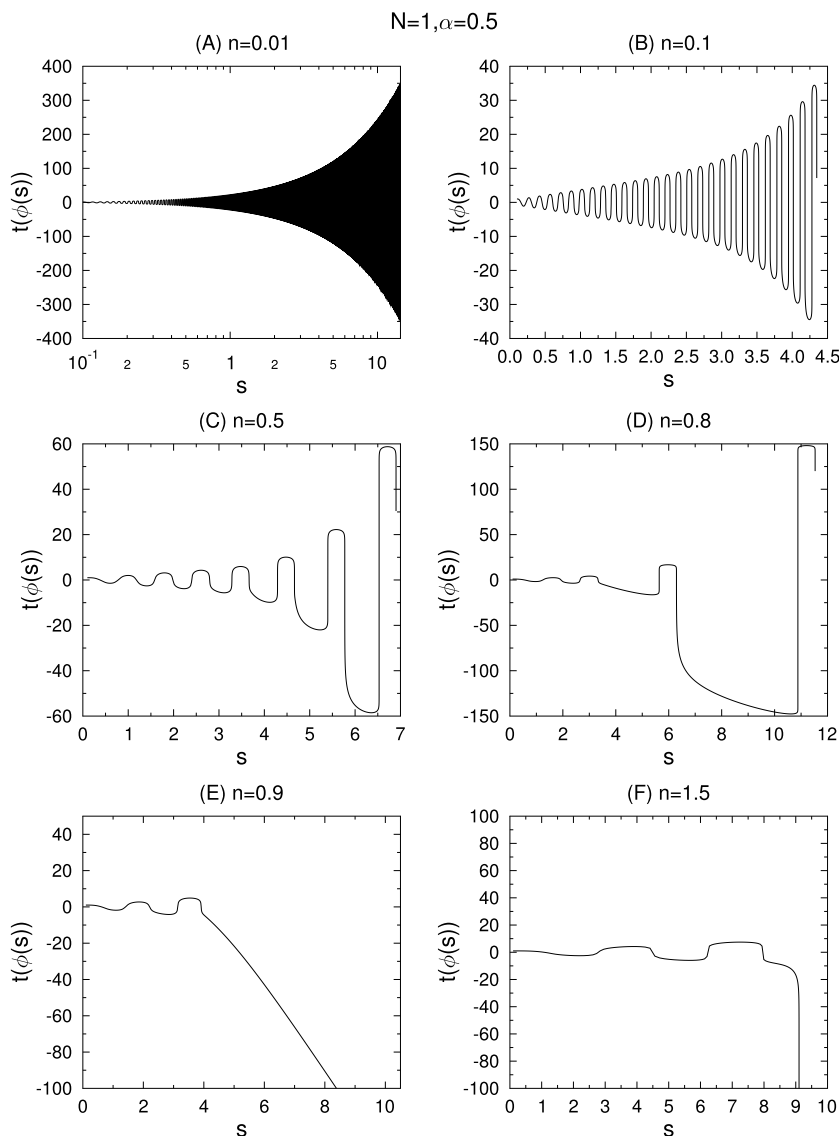 N=1,α=0.5
(A) n=0.01
400
300
200
100
0
-100
-200
-300
-400
t(ϕ(s))
10⁻¹ 2 5 1 2 5 10
s
(B) n=0.1
40
30
20
10
0
-10
-20
-30
-40
t(ϕ(s))
0.0 0.5 1.0 1.5 2.0 2.5 3.0 3.5 4.0 4.5
s
(C) n=0.5
60
40
20
0
-20
-40
-60
t(ϕ(s))
0 1 2 3 4 5 6 7
s
(D) n=0.8
150
100
50
0
-50
-100
-150
t(ϕ(s))
0 2 4 6 8 10 12
s
(E) n=0.9
40
20
0
-20
-40
-60
-80
-100
t(ϕ(s))
0 2 4 6 8 10
s
(F) n=1.5
100
80
60
40
20
0
-20
-40
-60
-80
-100
t(ϕ(s))
0 1 2 3 4 5 6 7 8 9 10
s